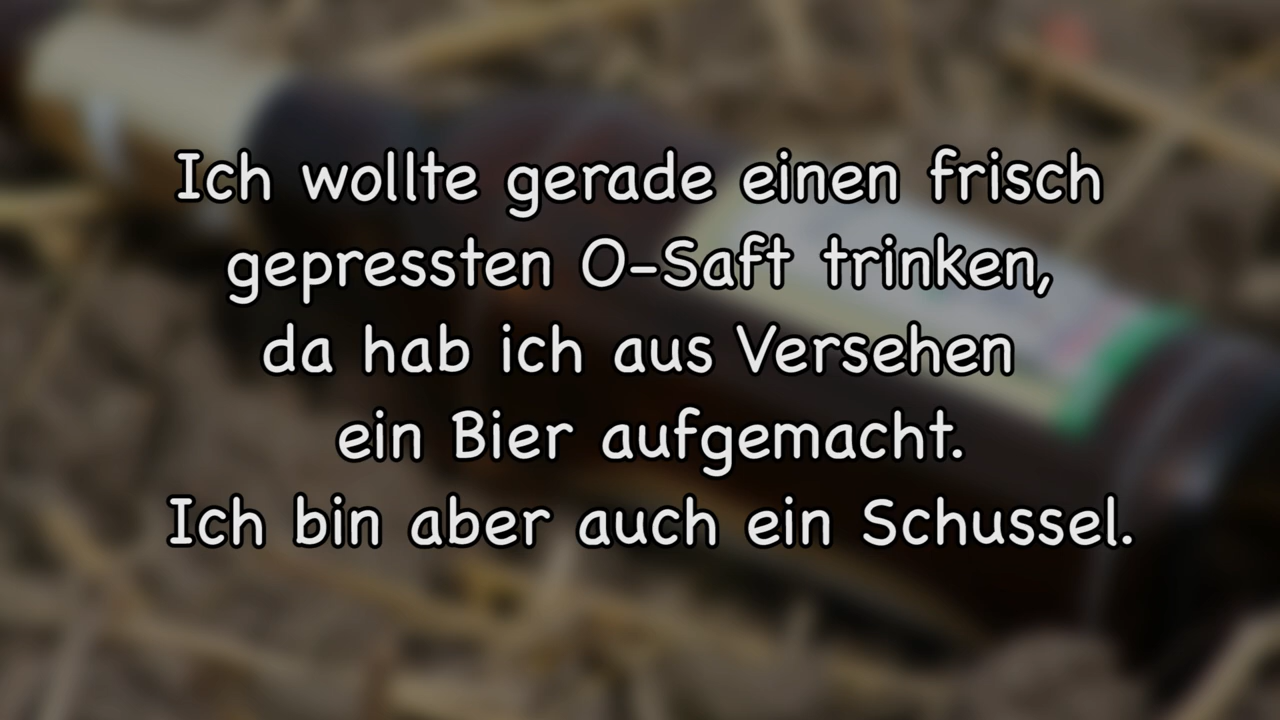 Ich wollte gerade einen frisch
gepressten O-Saft trinken,
da hab ich aus Versehen
ein Bier aufgemacht.
Ich bin aber auch ein Schussel.